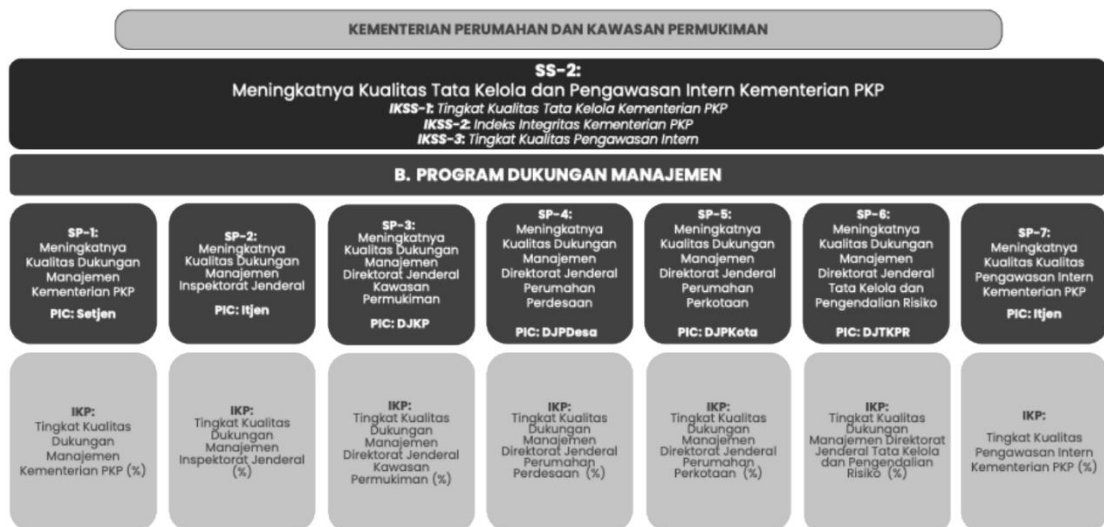 KEMENTERIAN PERUMAHAN DAN KAWASAN PERMUKIMAN
SS-2:
Meningkatnya Kualitas Tata Kelola dan Pengawasan Intern Kementerian PKP
IKSS-1: Tingkat Kualitas Tata Kelola Kementerian PKP
IKSS-2: Indeks Integritas Kementerian PKP
IKSS-3: Tingkat Kualitas Pengawasan Intern
B. PROGRAM DUKUNGAN MANAJEMEN
SP-1:
Meningkatnya
Kualitas Dukungan
Manajemen
Kementerian PKP
PIC: Setjen
SP-2:
Meningkatnya
Kualitas Dukungan
Manajemen
Inspektorat Jenderal
PIC: Itjen
SP-3:
Meningkatnya
Kualitas Dukungan
Manajemen
Direktorat Jenderal
Kawasan
Permukiman
PIC: DJKP
SP-4:
Meningkatnya
Kualitas Dukungan
Manajemen
Direktorat Jenderal
Perumahan
Perdesaan
PIC: DJPDesa
SP-5:
Meningkatnya
Kualitas Dukungan
Manajemen
Direktorat Jenderal
Perumahan
Perkotaan
PIC: DJPKota
SP-6:
Meningkatnya
Kualitas Dukungan
Manajemen
Direktorat Jenderal
Tata Kelola dan
Pengendalian Risiko
PIC: DJTKPR
SP-7:
Meningkatnya
Kualitas Kualitas
Pengawasan Intern
Kementerian PKP
PIC: Itjen
IKP:
Tingkat Kualitas
Dukungan
Manajemen
Kementerian PKP (%)
IKP:
Tingkat Kualitas
Dukungan
Manajemen
Inspektorat Jenderal
(%)
IKP:
Tingkat Kualitas
Dukungan
Manajemen
Direktorat Jenderal
Kawasan
Permukiman (%)
IKP:
Tingkat Kualitas
Dukungan
Manajemen
Direktorat Jenderal
Perumahan
Perdesaan (%)
IKP:
Tingkat Kualitas
Dukungan
Manajemen
Direktorat Jenderal
Perumahan
Perkotaan (%)
IKP:
Tingkat Kualitas
Dukungan
Manajemen Direktorat
Jenderal Tata Kelola
dan Pengendalian
Risiko (%)
IKP:
Tingkat Kualitas
Pengawasan Intern
Kementerian PKP (%)